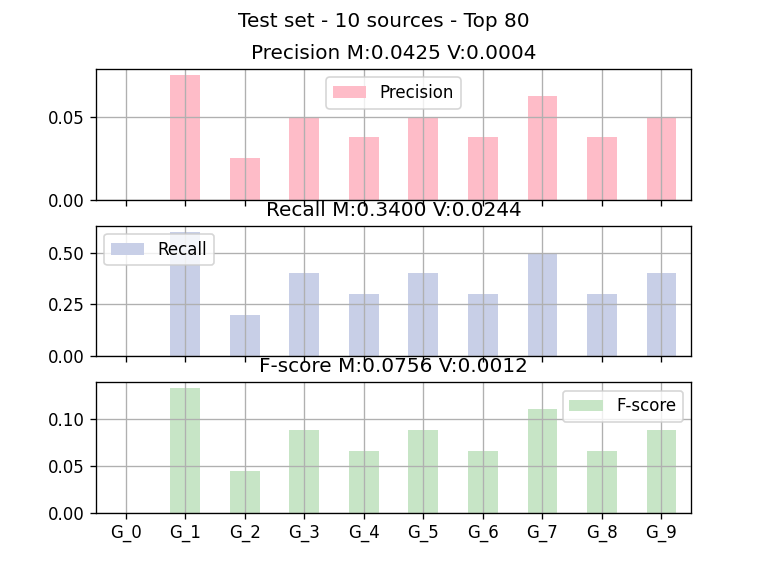 Test set - 10 sources - Top 80
Precision M:0.0425 V:0.0004
Precision
0.05
0.00
Recall M:0.3400 V:0.0244
Recall
0.50
0.25
0.00
F-score M:0.0756 V:0.0012
F-score
0.10
0.05
0.00
G_0 G_1 G_2 G_3 G_4 G_5 G_6 G_7 G_8 G_9